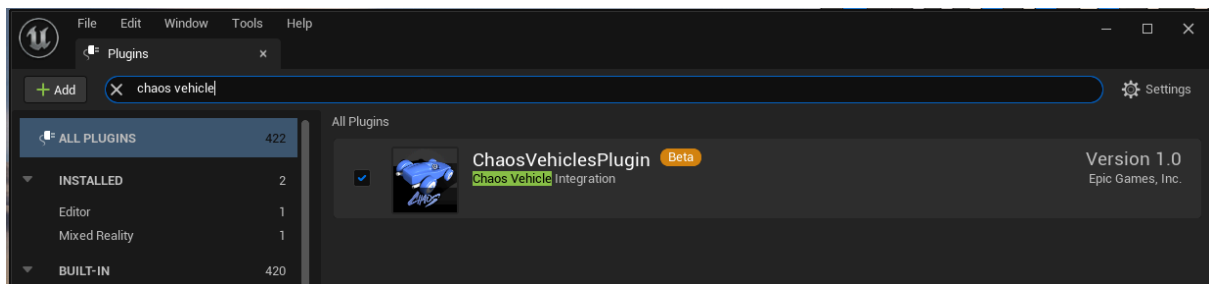 File Edit Window Tools Help
Plugins
Add chaos vehicle Settings
ALL PLUGINS 422
INSTALLED 2
Editor 1
Mixed Reality 1
BUILT-IN 420
All Plugins
ChaosVehiclesPlugin Beta Version 1.0
Chaos Vehicle Integration Epic Games, Inc.
CHAOS